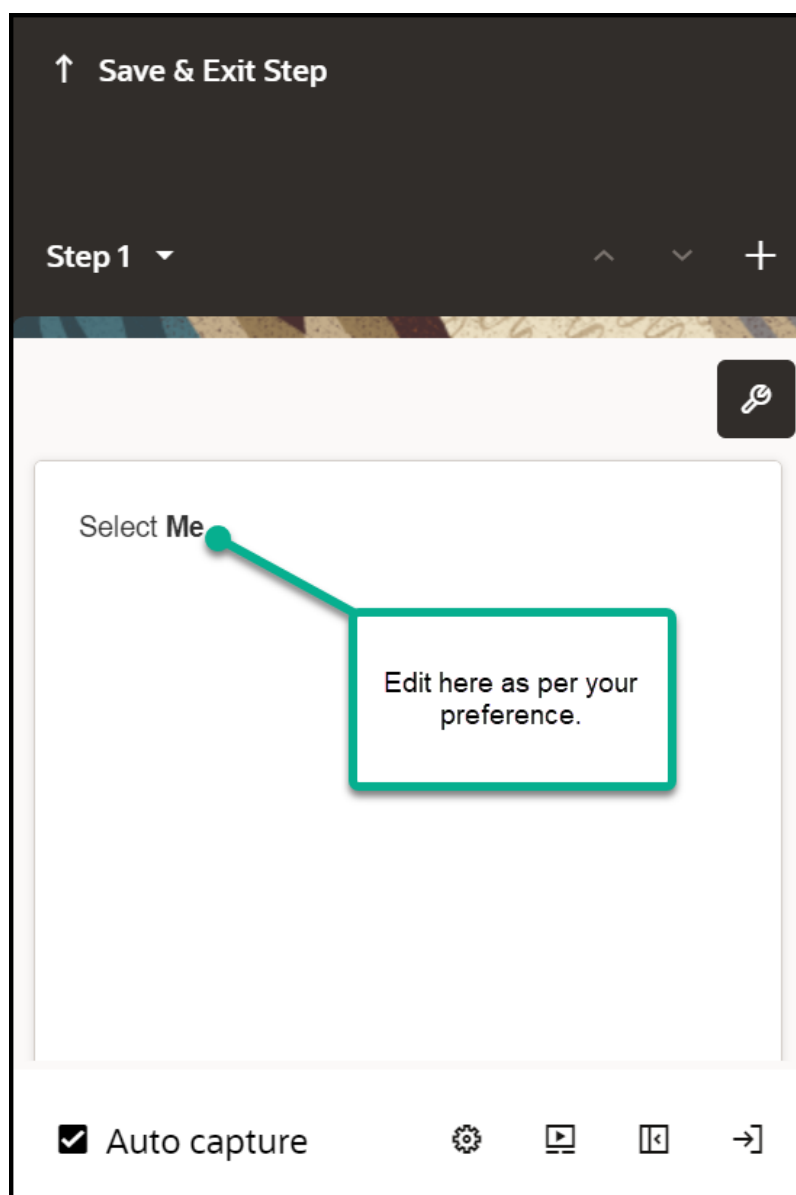 Save & Exit Step
Step 1
Select Me
Edit here as per your
preference.
Auto capture